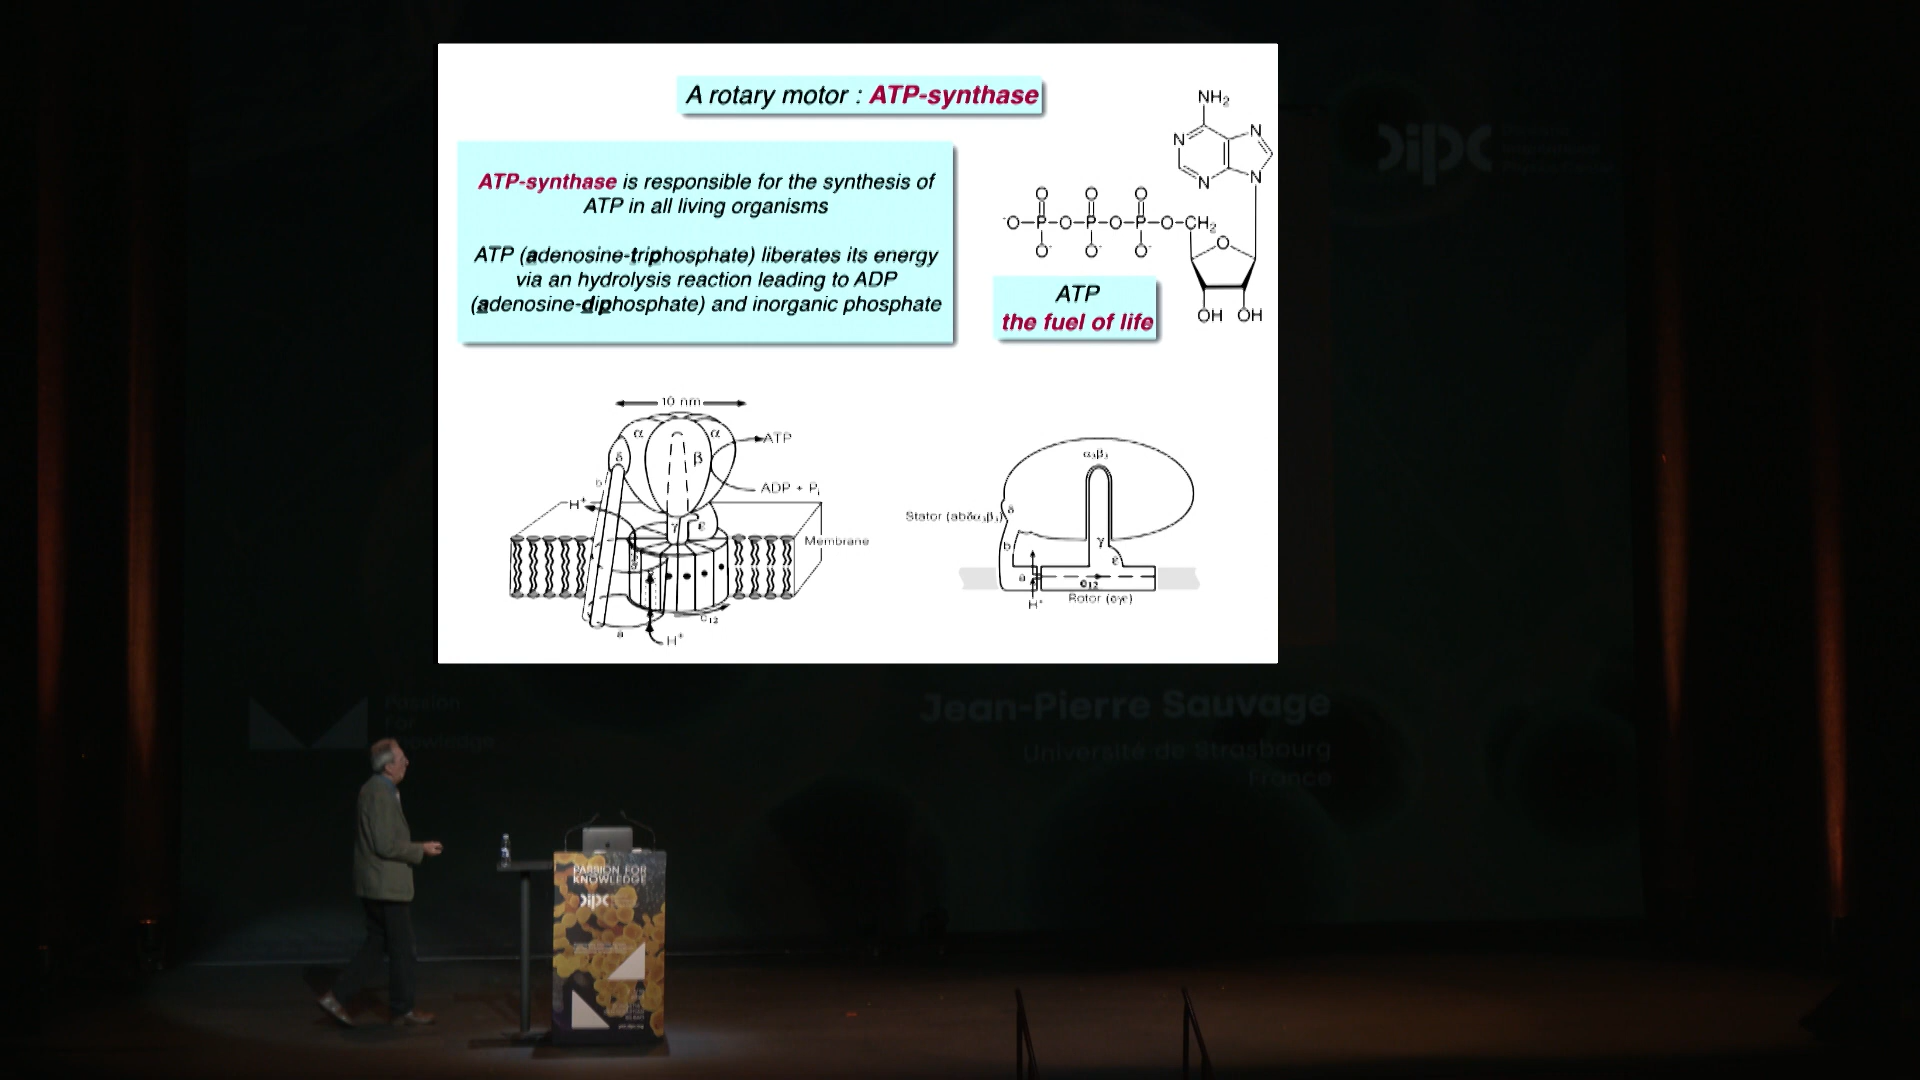 A rotary motor : ATP-synthase
ATP-synthase is responsible for the synthesis of
ATP in all living organisms
ATP (adenosine-triphosphate) liberates its energy
via an hydrolysis reaction leading to ADP
(adenosine-diphosphate) and inorganic phosphate
NH₂
N
N
N
N
O
O
O
⁻O-P-O-P-O-P-O-CH₂
O⁻
O⁻
O⁻
O
OH OH
ATP
the fuel of life
10 nm
α
α
ATP
δ
β
b
ADP + Pᵢ
H⁺
γ
ε
Membrane
a
c₁₂
H⁺
α₃β₃
Stator (abδα₃β₃)
δ
b
γ
ε
a
c₁₂
H⁺
Rotor (cγε)
dipc
Passion
For
Knowledge
Jean-Pierre Sauvage
Université de Strasbourg
France
PASSION FOR
KNOWLEDGE
dipc